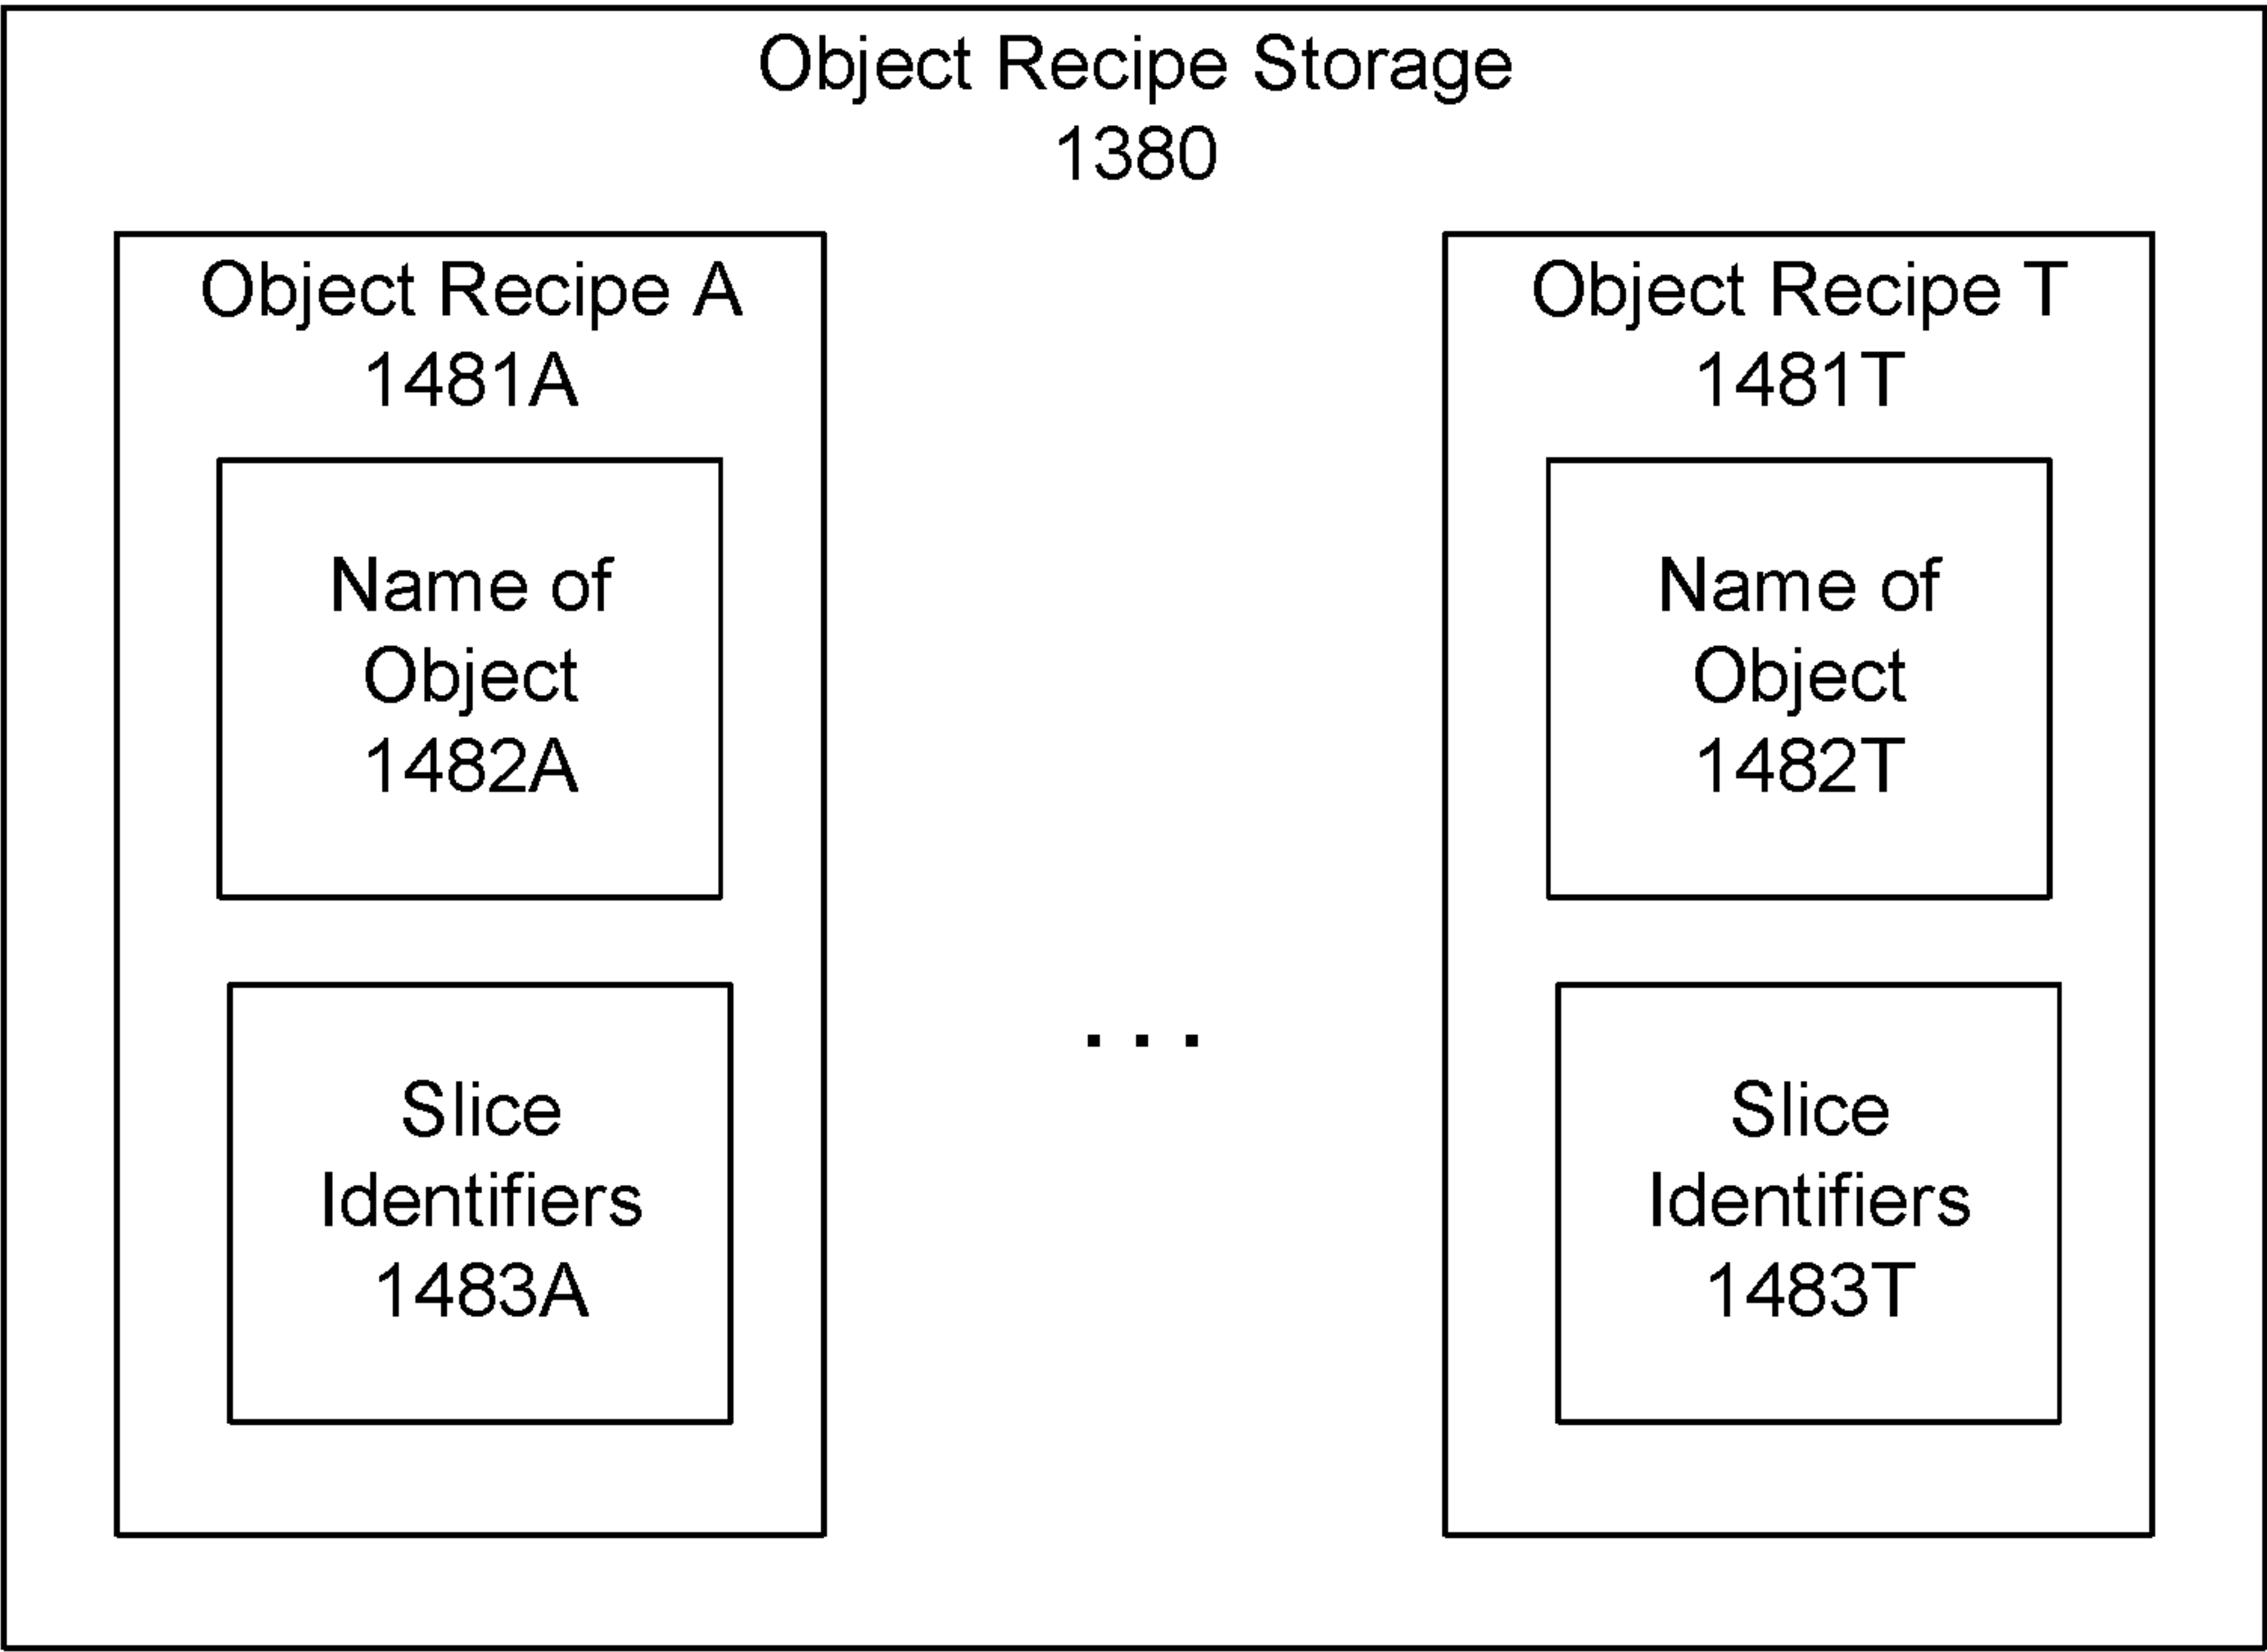 Object Recipe Storage
1380
Object Recipe A
1481A
Name of
Object
1482A
Slice
Identifiers
1483A
. . .
Object Recipe T
1481T
Name of
Object
1482T
Slice
Identifiers
1483T